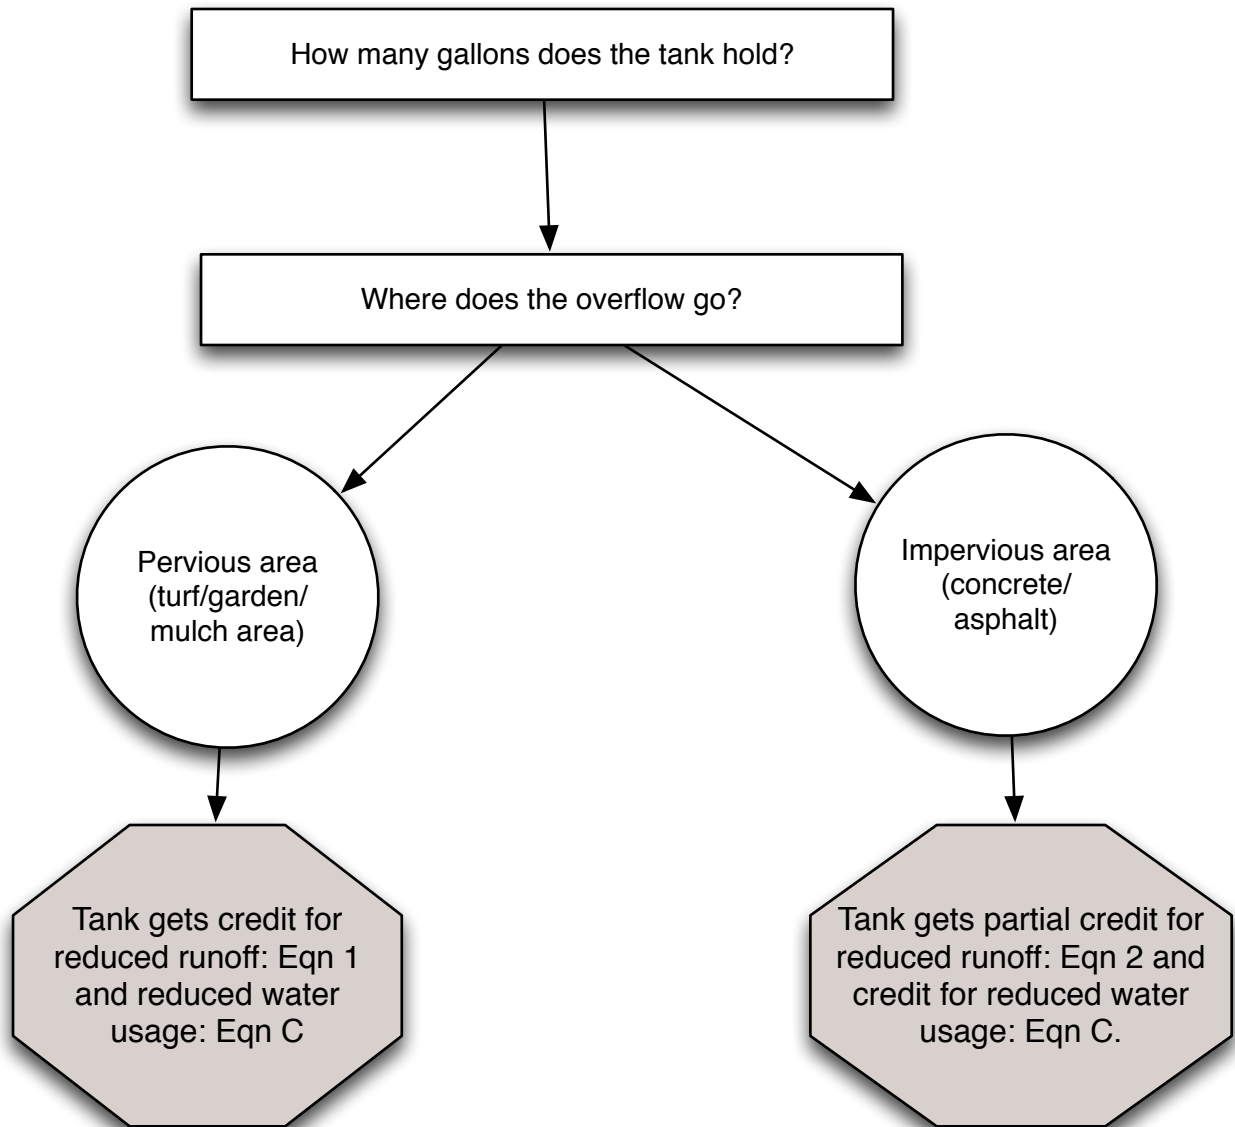 How many gallons does the tank hold?
Where does the overflow go?
Pervious area
(turf/garden/
mulch area)
Impervious area
(concrete/
asphalt)
Tank gets credit for
reduced runoff: Eqn 1
and reduced water
usage: Eqn C
Tank gets partial credit for
reduced runoff: Eqn 2 and
credit for reduced water
usage: Eqn C.